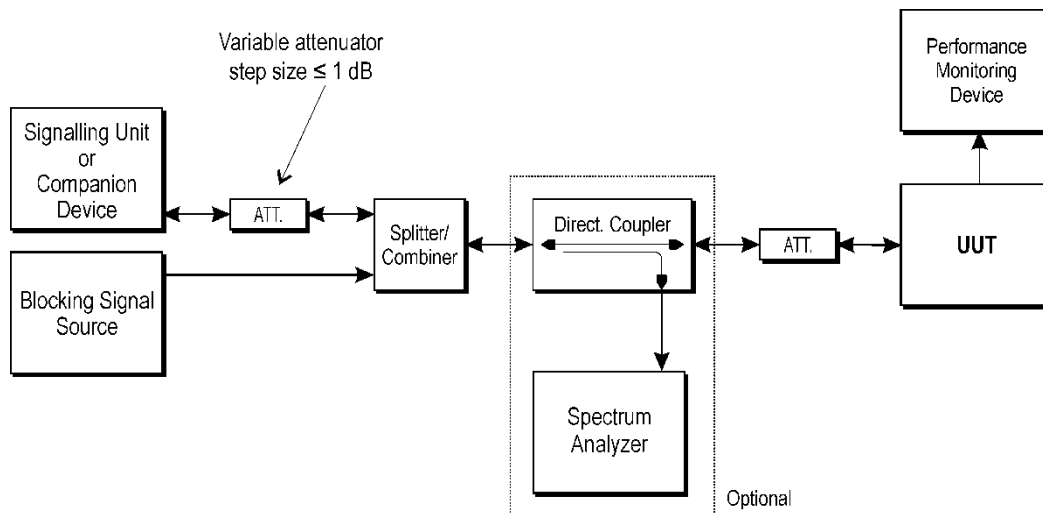 Variable attenuator
step size ≤ 1 dB
Performance
Monitoring
Device
Signalling Unit
or
Companion
Device
ATT.
Splitter/
Combiner
Direct. Coupler
ATT.
UUT
Blocking Signal
Source
Spectrum
Analyzer
Optional